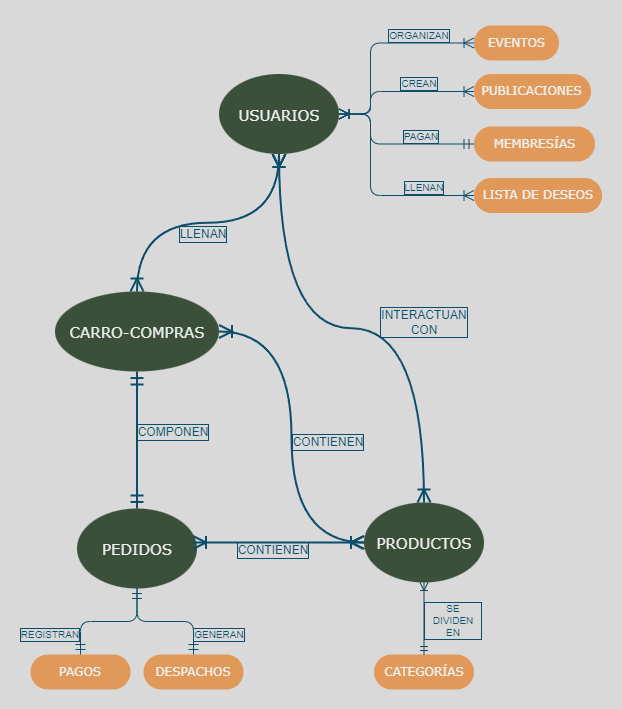 ORGANIZAN
EVENTOS
CREAN
PUBLICACIONES
USUARIOS
PAGAN
MEMBRESÍAS
LLENAN
LISTA DE DESEOS
LLENAN
INTERACTUAN
CON
CARRO-COMPRAS
COMPONEN
CONTIENEN
PEDIDOS
CONTIENEN
PRODUCTOS
REGISTRAN
GENERAN
SE
DIVIDEN
EN
PAGOS
DESPACHOS
CATEGORÍAS